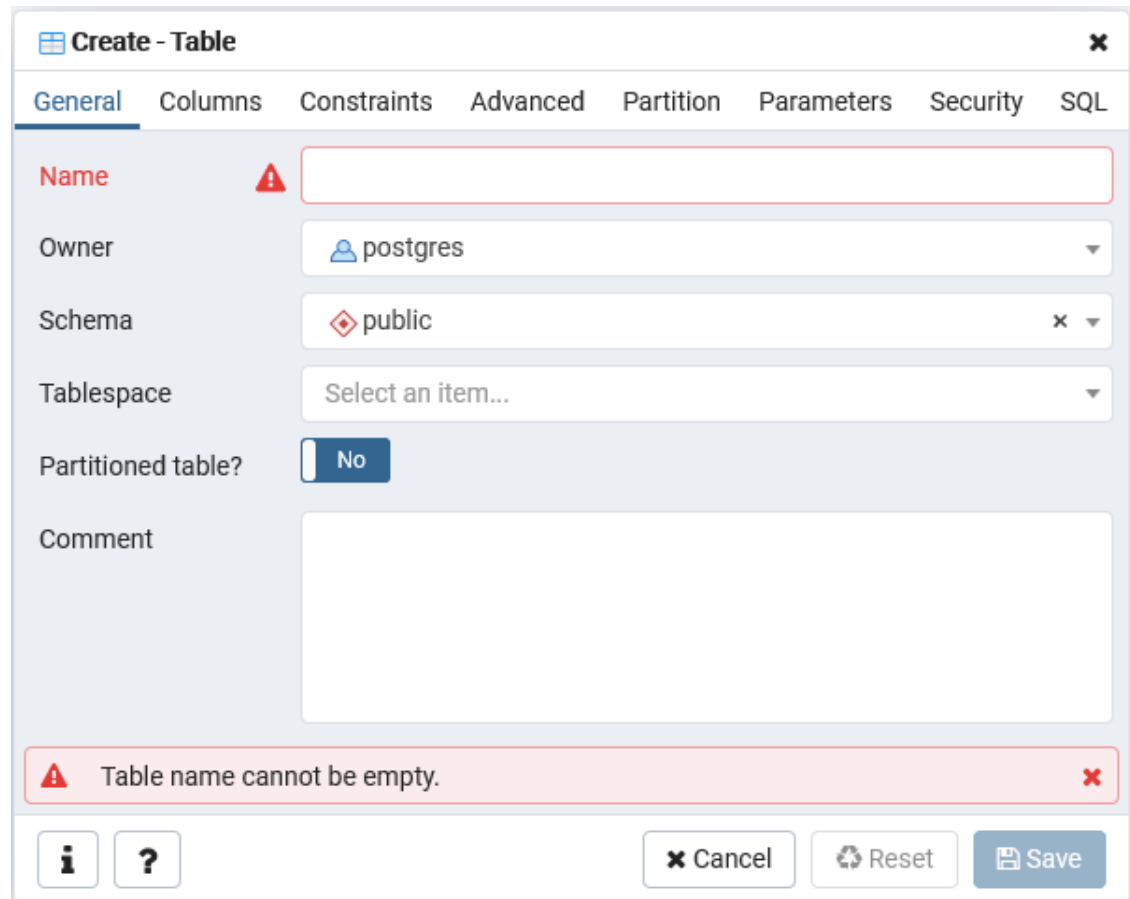 Create - Table
General Columns Constraints Advanced Partition Parameters Security SQL
Name
Owner postgres
Schema public
Tablespace Select an item...
Partitioned table? No
Comment
Table name cannot be empty.
i ? Cancel Reset Save